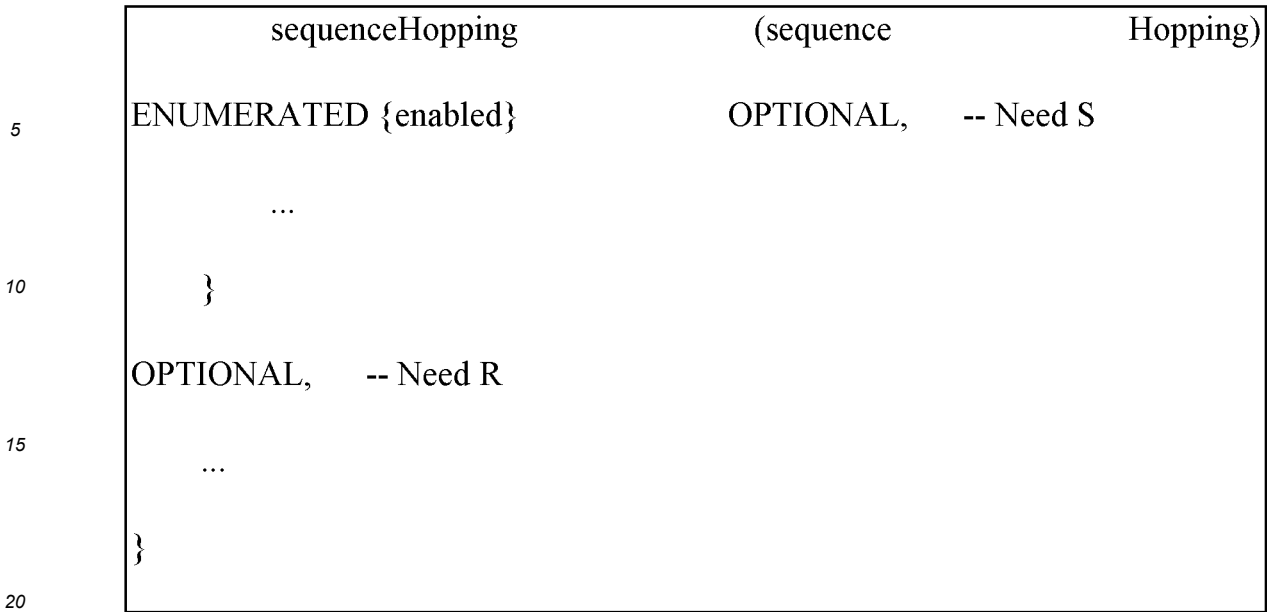 sequenceHopping (sequence Hopping)
5 ENUMERATED {enabled} OPTIONAL, -- Need S
...
10 }
OPTIONAL, -- Need R
15 ...
}
20